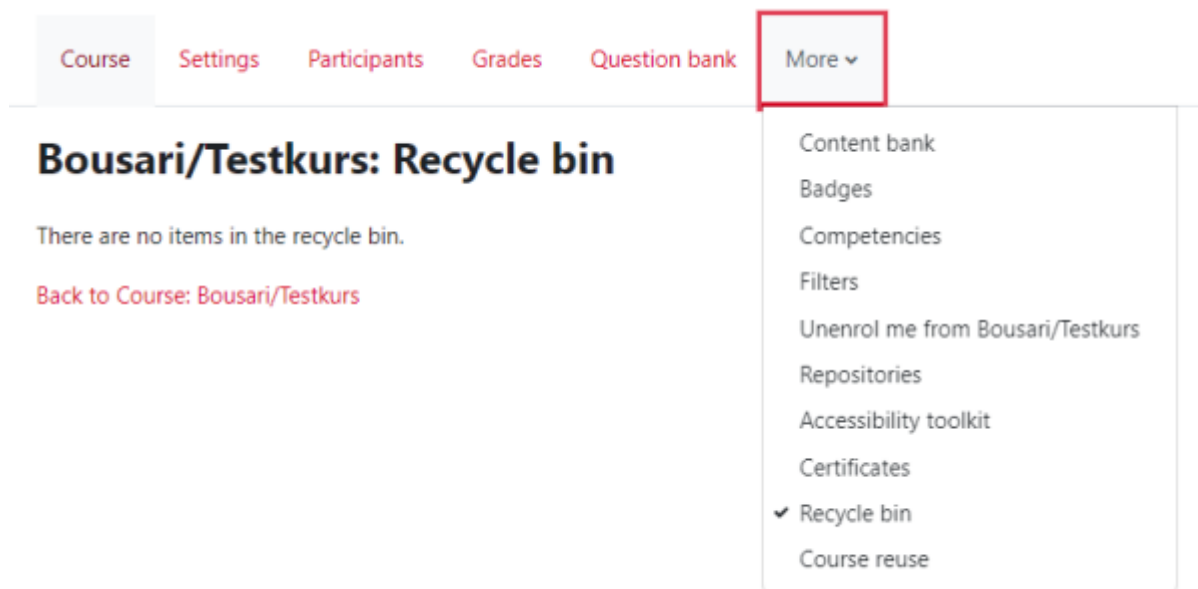 Course Settings Participants Grades Question bank More
Bousari/Testkurs: Recycle bin
There are no items in the recycle bin.
Back to Course: Bousari/Testkurs
Content bank
Badges
Competencies
Filters
Unenrol me from Bousari/Testkurs
Repositories
Accessibility toolkit
Certificates
Recycle bin
Course reuse